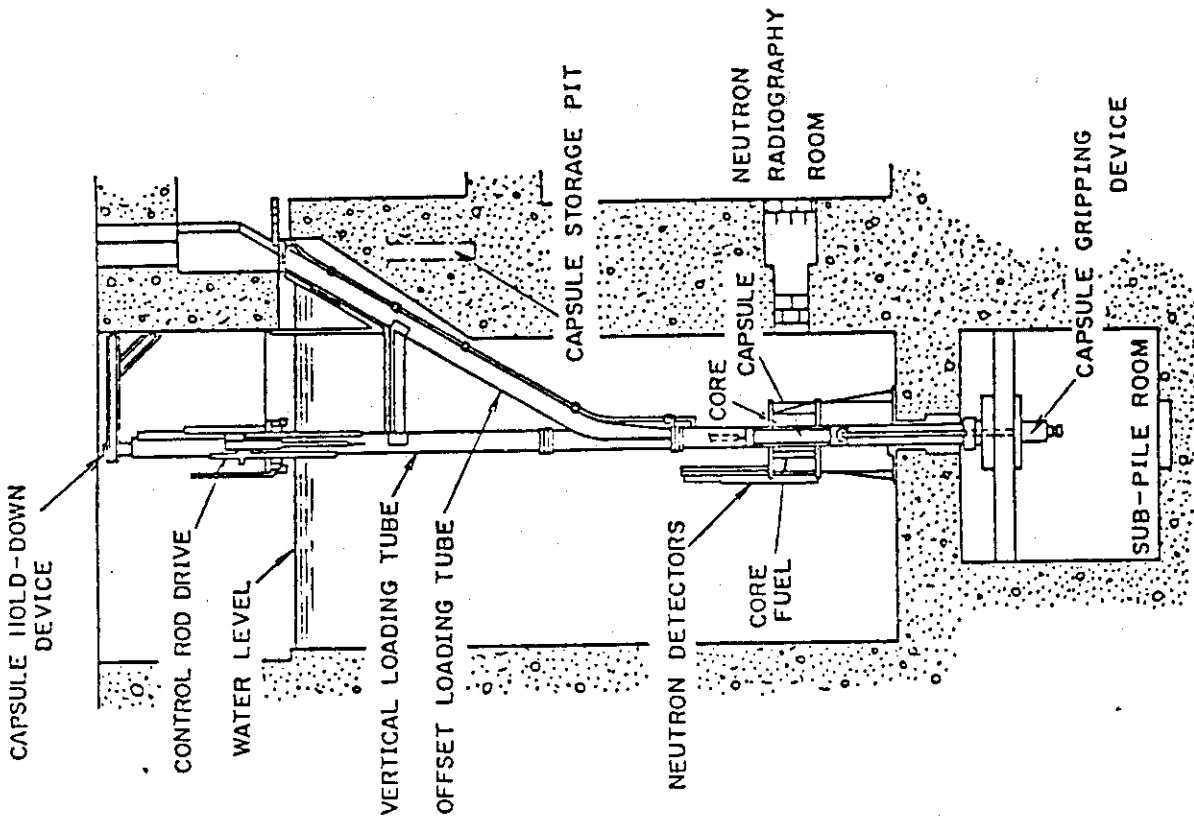 CAPSULE HOLD-DOWN
DEVICE
CONTROL ROD DRIVE
WATER LEVEL
VERTICAL LOADING TUBE
OFFSET LOADING TUBE
CAPSULE STORAGE PIT
NEUTRON
RADIOGRAPHY
ROOM
NEUTRON DETECTORS
CORE
CAPSULE
CORE
FUEL
CAPSULE GRIPPING
DEVICE
SUB-PILE ROOM